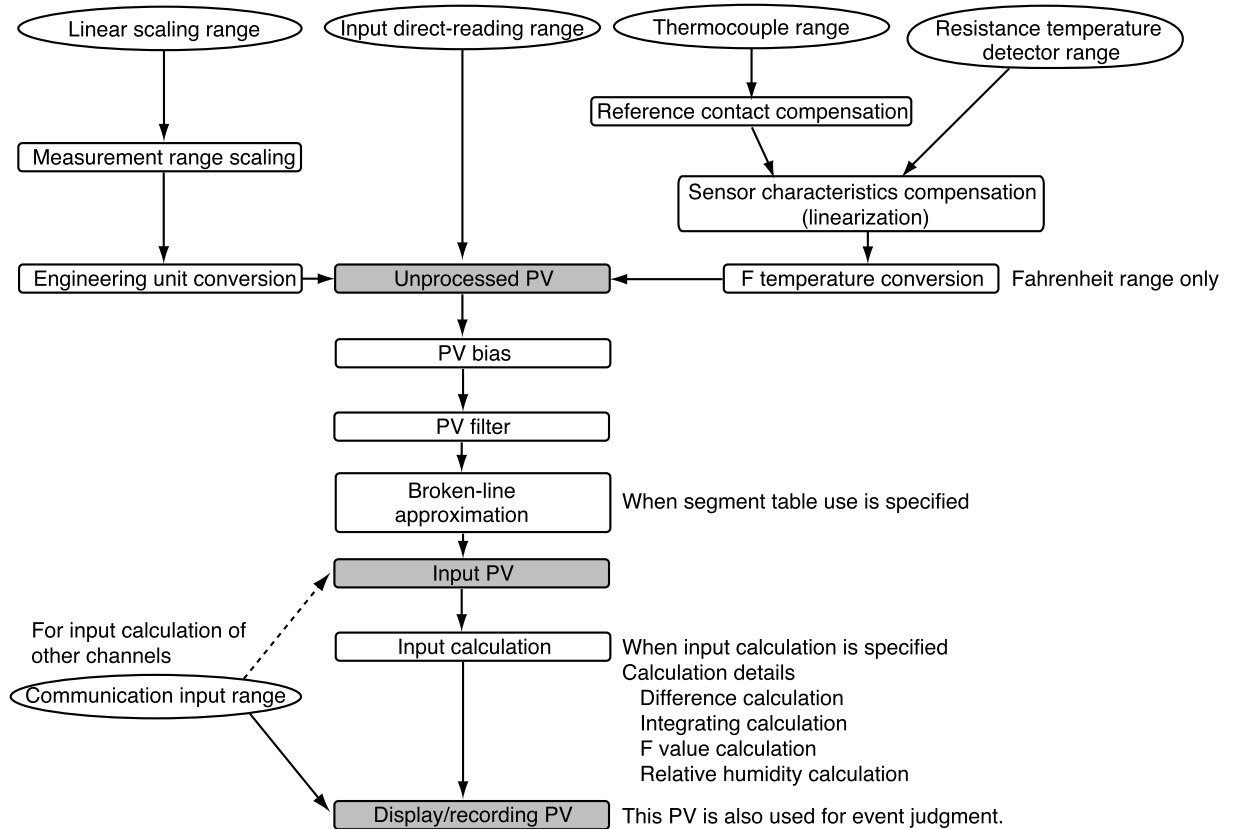 Linear scaling range
Input direct-reading range
Thermocouple range
Resistance temperature
detector range
Reference contact compensation
Measurement range scaling
Sensor characteristics compensation
(linearization)
Engineering unit conversion
Unprocessed PV
F temperature conversion
Fahrenheit range only
PV bias
PV filter
Broken-line
approximation
When segment table use is specified
Input PV
For input calculation of
other channels
Input calculation
When input calculation is specified
Calculation details
Difference calculation
Integrating calculation
F value calculation
Relative humidity calculation
Communication input range
Display/recording PV
This PV is also used for event judgment.